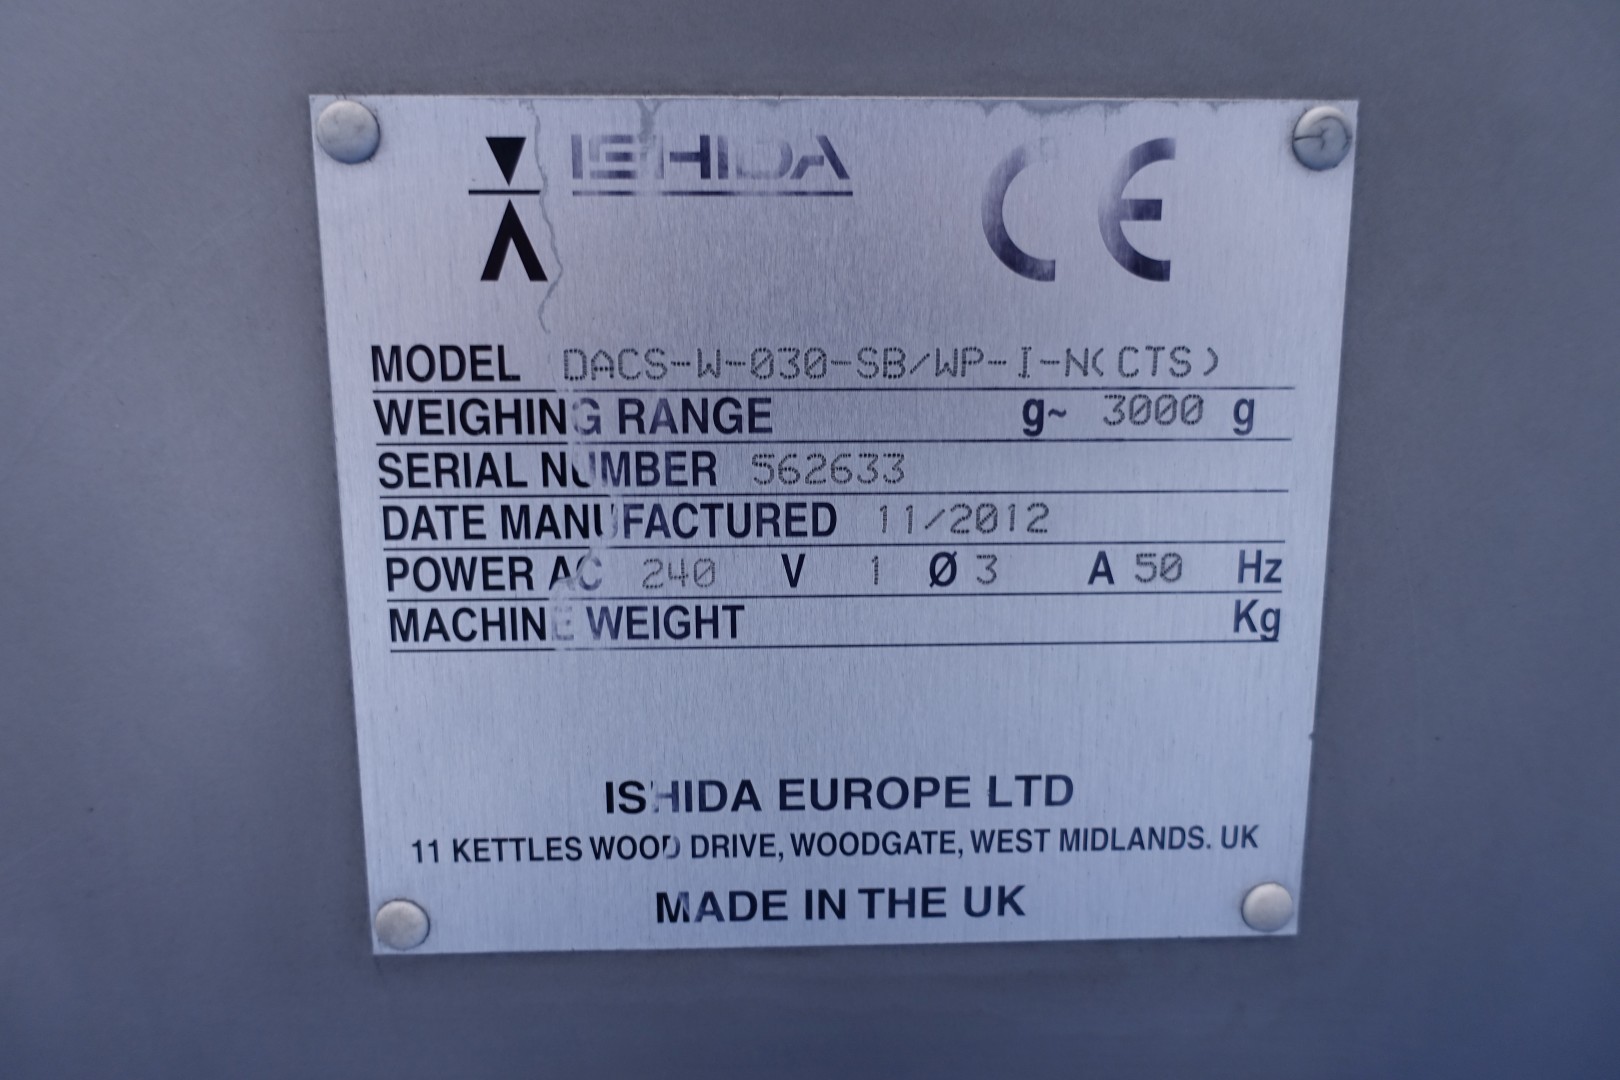 ISHIDA
CE
MODEL DACS-W-030-SB/WP-I-N(CTS)
WEIGHING RANGE g~ 3000 g
SERIAL NUMBER 562633
DATE MANUFACTURED 11/2012
POWER AC 240 V 1 Ø 3 A 50 Hz
MACHINE WEIGHT Kg
ISHIDA EUROPE LTD
11 KETTLES WOOD DRIVE, WOODGATE, WEST MIDLANDS. UK
MADE IN THE UK